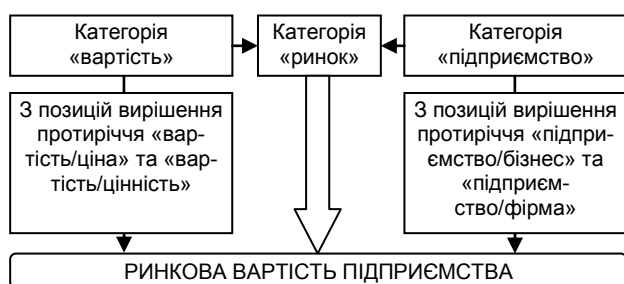 Категорія
«вартість»
Категорія
«ринок»
Категорія
«підприємство»
З позицій вирішення
протиріччя «вар-
тість/ціна» та «вар-
тість/цінність»
З позицій вирішення
протиріччя «підпри-
ємство/бізнес» та
«підприєм-
ство/фірма»
РИНКОВА ВАРТІСТЬ ПІДПРИЄМСТВА